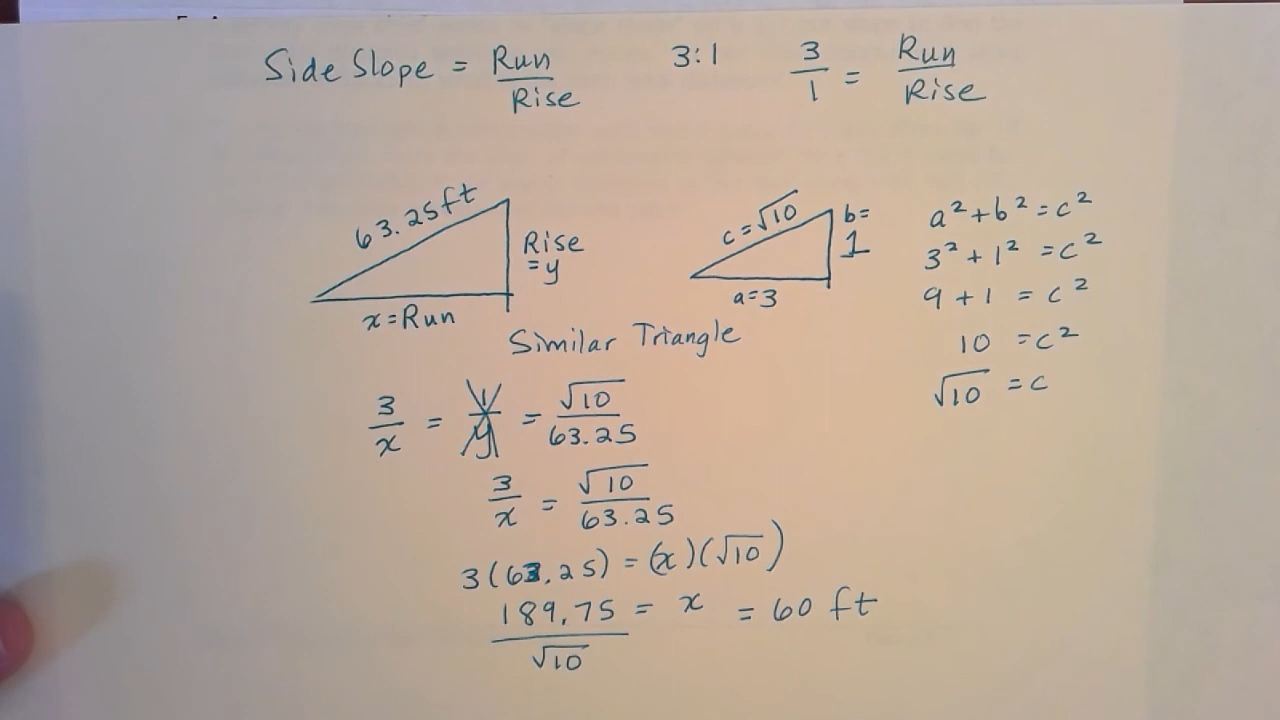 Side Slope = Run/Rise 3:1 3/1 = Run/Rise
63.25 ft
Rise = y
x = Run
c = √10
b = 1
a = 3
a² + b² = c²
3² + 1² = c²
9 + 1 = c²
10 = c²
√10 = c
Similar Triangle
3/x = 1/y = √10/63.25
3/x = √10/63.25
3(63.25) = (x)(√10)
189.75/√10 = x = 60 ft